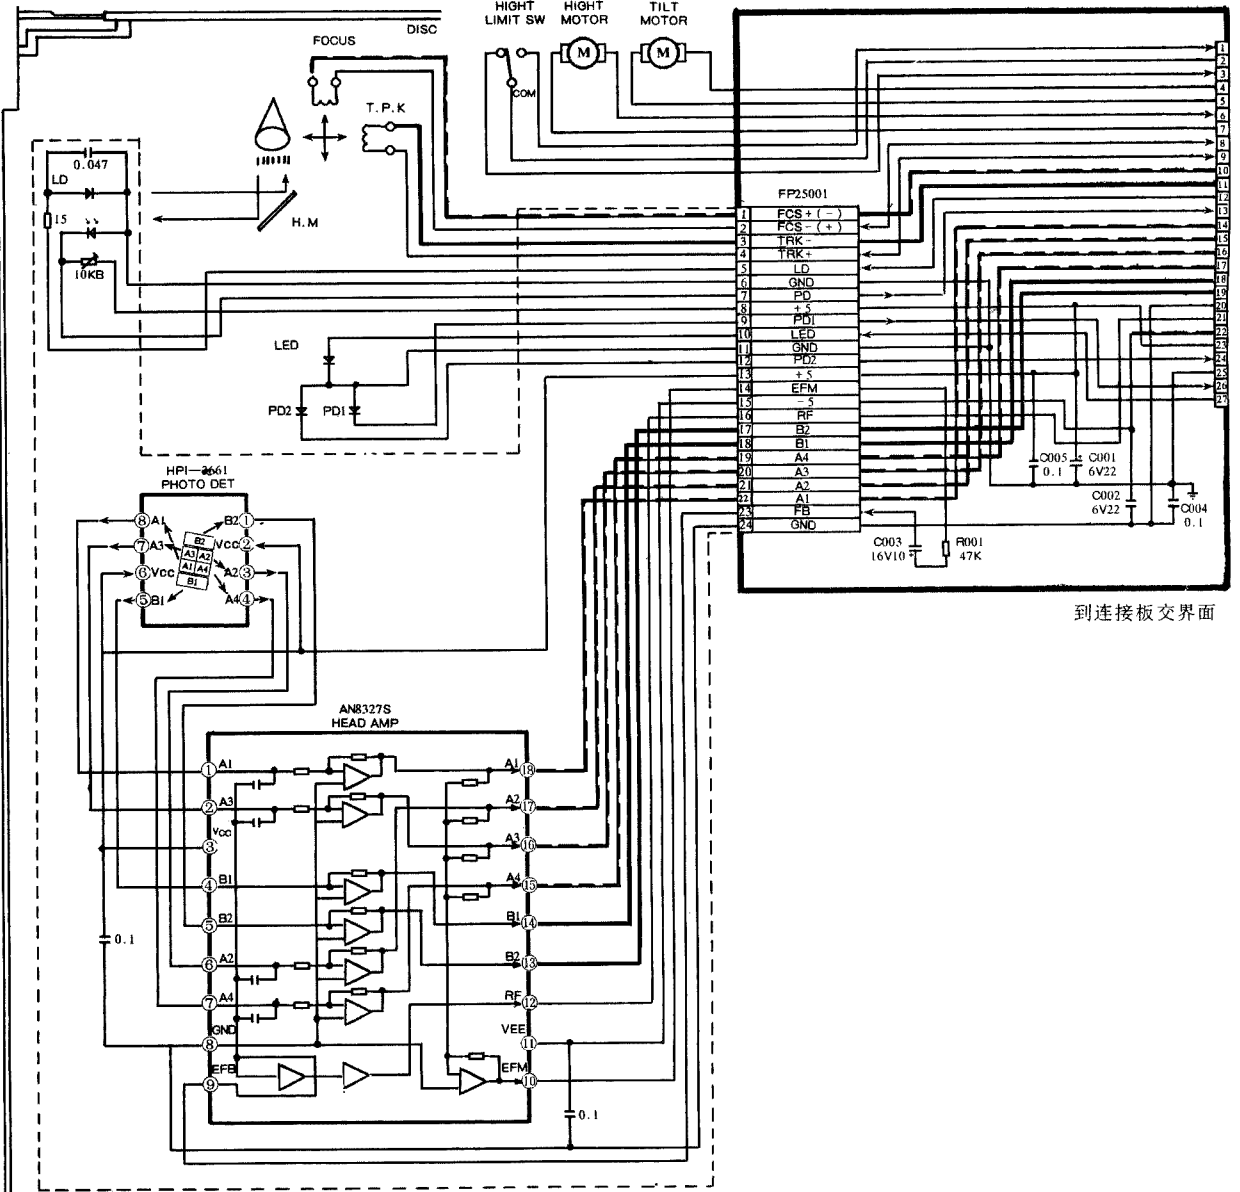 HIGHT
LIMIT SW
HIGHT
MOTOR
TILT
MOTOR
DISC
FOCUS
M
M
COM
T.P.K
0.047
LD
15
10KB
H.M
LED
PD2
PD1
FP25001
1 FCS+(-)
2 FCS-(+)
3 TRK-
4 TRK+
5 LD
6 GND
7 PD
8 +5
9 PD1
10 LED
11 GND
12 PD2
13 +5
14 EFM
15 -5
16 RF
17 B2
18 B1
19 A4
20 A3
21 A2
22 A1
23 FB
24 GND
1
2
3
4
5
6
7
8
9
10
11
12
13
14
15
16
17
18
19
20
21
22
23
24
25
26
27
C005
0.1
C001
6V22
C002
6V22
C004
0.1
C003
16V10
R001
47K
到连接板交界面
PHOTO DET
⑧ A1
B2 ①
⑦ A3
VCC ②
⑥ VCC
A2 ③
⑤ B1
A4 ④
B2
A3 A2
A1 A4
B1
AN8327S
HEAD AMP
① A1
② A3
VCC
③
④ B1
⑤ B2
⑥ A2
⑦ A4
GND
⑧
EFB
⑨
A1 ⑱
A2 ⑰
A3 ⑯
A4 ⑮
B1 ⑭
B2 ⑬
RF ⑫
VEE
⑪
EFM ⑩
0.1
0.1